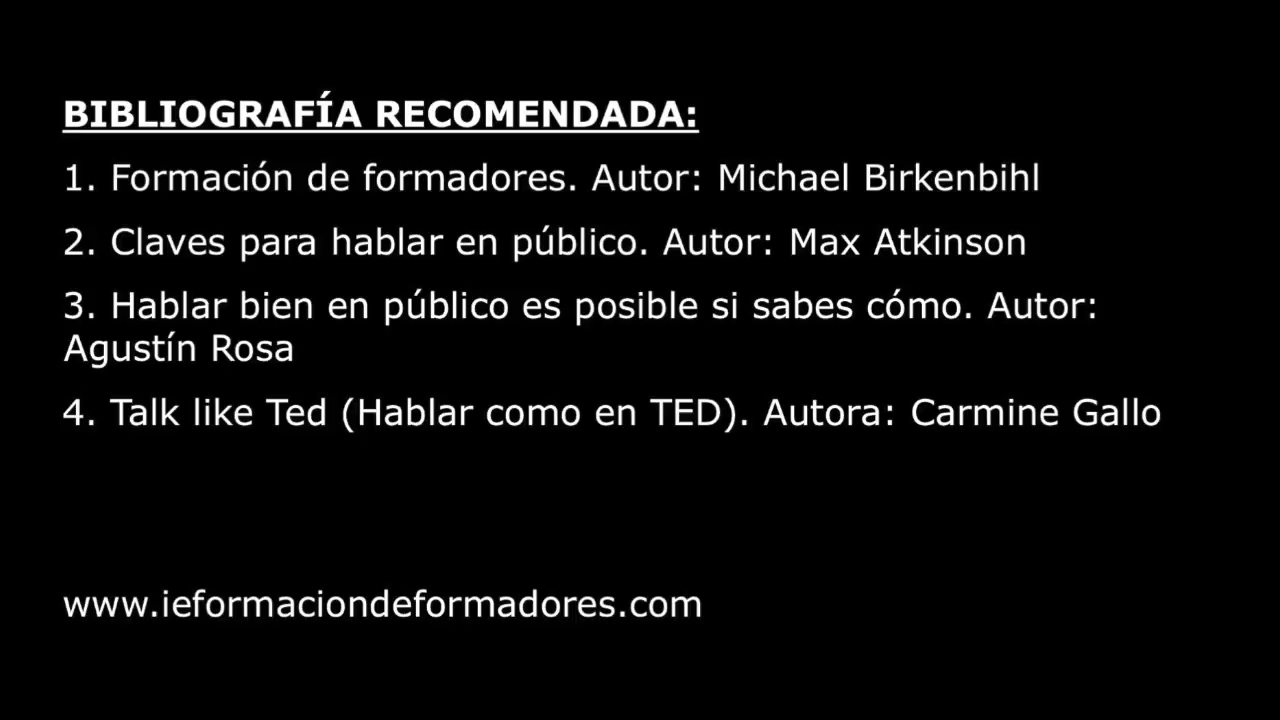 BIBLIOGRAFÍA RECOMENDADA:
1. Formación de formadores. Autor: Michael Birkenbihl
2. Claves para hablar en público. Autor: Max Atkinson
3. Hablar bien en público es posible si sabes cómo. Autor:
Agustín Rosa
4. Talk like Ted (Hablar como en TED). Autora: Carmine Gallo
www.ieformaciondeformadores.com